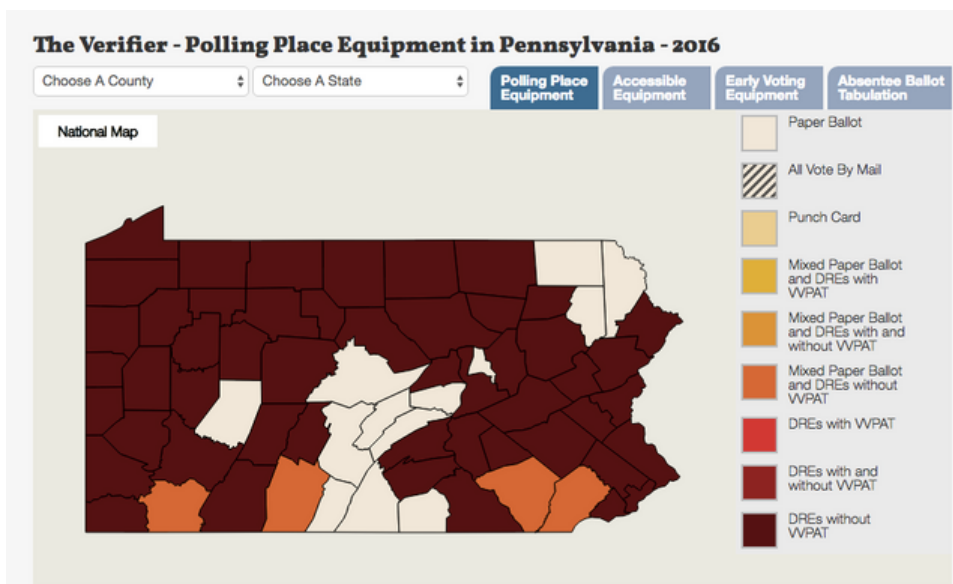 The Verifier - Polling Place Equipment in Pennsylvania - 2016
Choose A County
Choose A State
Polling Place
Equipment
Accessible
Equipment
Early Voting
Equipment
Absentee Ballot
Tabulation
National Map
Paper Ballot
All Vote By Mail
Punch Card
Mixed Paper Ballot
and DREs with
VVPAT
Mixed Paper Ballot
and DREs with and
without VVPAT
Mixed Paper Ballot
and DREs without
VVPAT
DREs with VVPAT
DREs with and
without VVPAT
DREs without
VVPAT